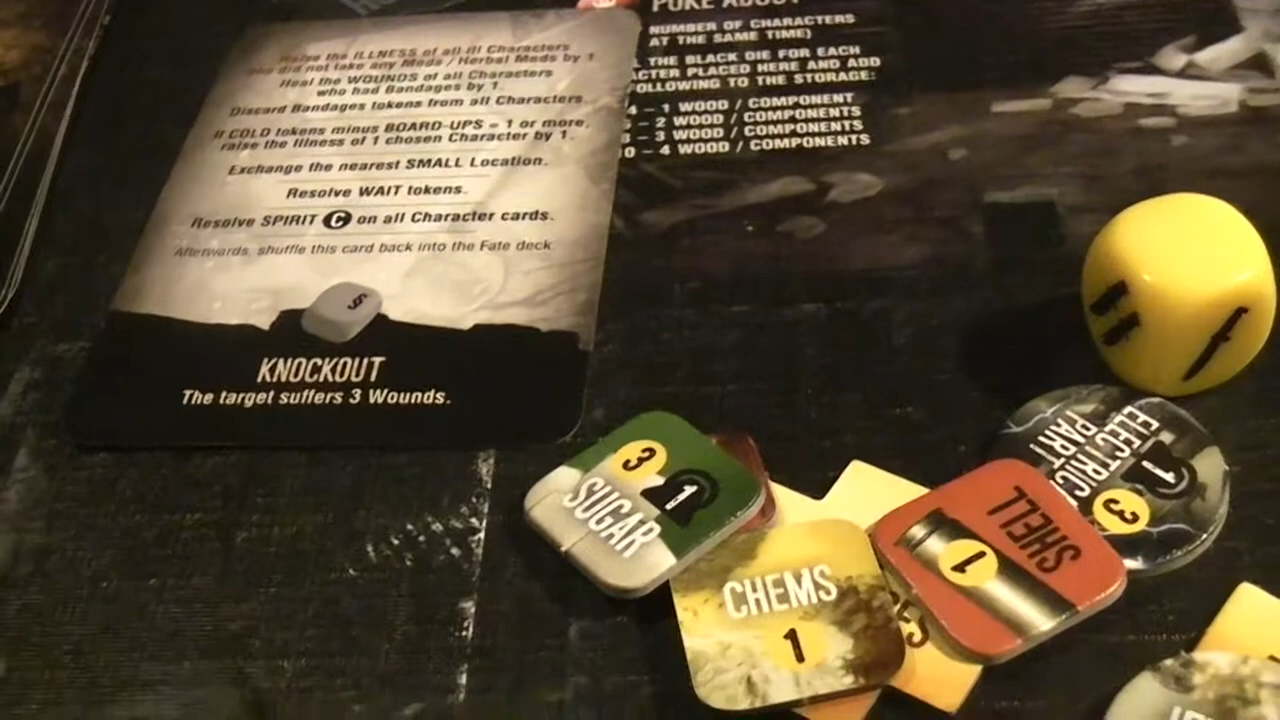 Raise the ILLNESS of all ill Characters
who did not take any Meds / Herbal Meds by 1
Heal the WOUNDS of all Characters
who had Bandages by 1.
Discard Bandages tokens from all Characters
If COLD tokens minus BOARD-UPS = 1 or more,
raise the Illness of 1 chosen Character by 1.
Exchange the nearest SMALL Location.
Resolve WAIT tokens.
Resolve SPIRIT C on all Character cards.
Afterwards, shuffle this card back into the Fate deck
KNOCKOUT
The target suffers 3 Wounds.
POKE ABOUT
NUMBER OF CHARACTERS
AT THE SAME TIME)
THE BLACK DIE FOR EACH
PLACED HERE AND ADD
TO THE STORAGE:
4 – 1 WOOD / COMPONENT
– 2 WOOD / COMPONENTS
– 3 WOOD / COMPONENTS
– 4 WOOD / COMPONENTS
3
1
SUGAR
CHEMS
1
SHELL
1
ELECTRICAL
PART
1
3